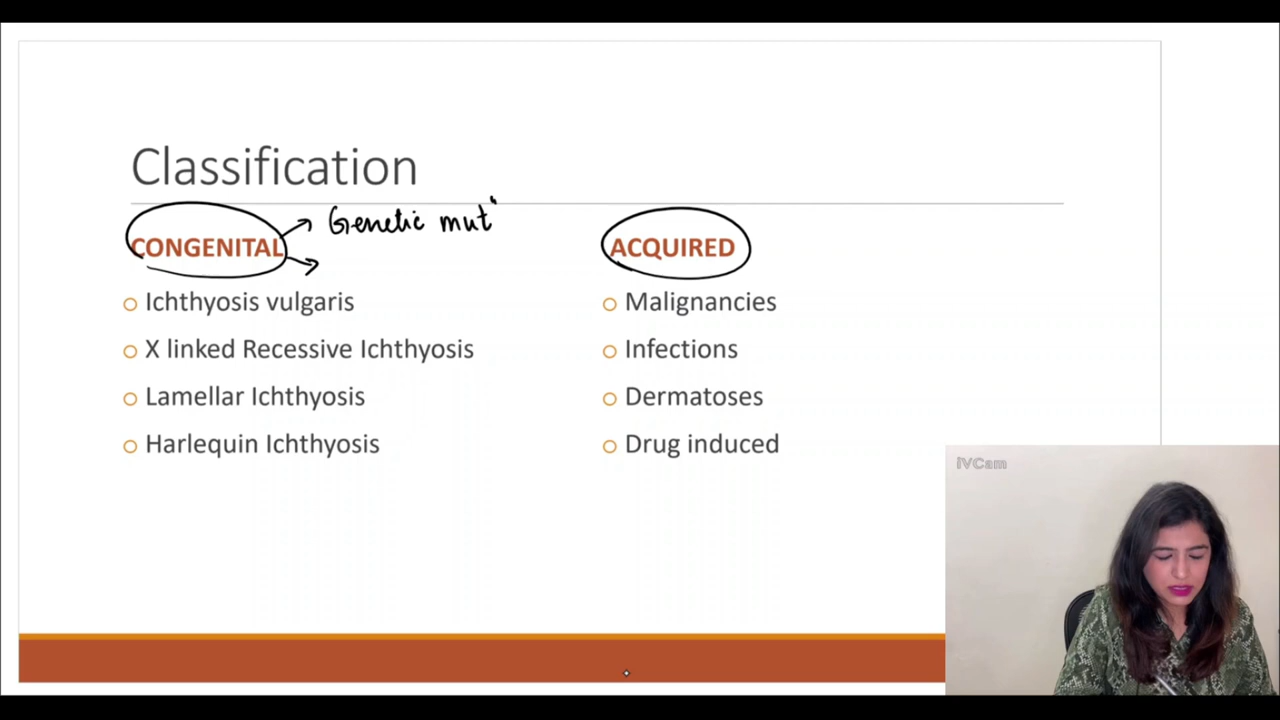 Classification
Genetic mut
CONGENITAL
Ichthyosis vulgaris
X linked Recessive Ichthyosis
Lamellar Ichthyosis
Harlequin Ichthyosis
ACQUIRED
Malignancies
Infections
Dermatoses
Drug induced
iVCam